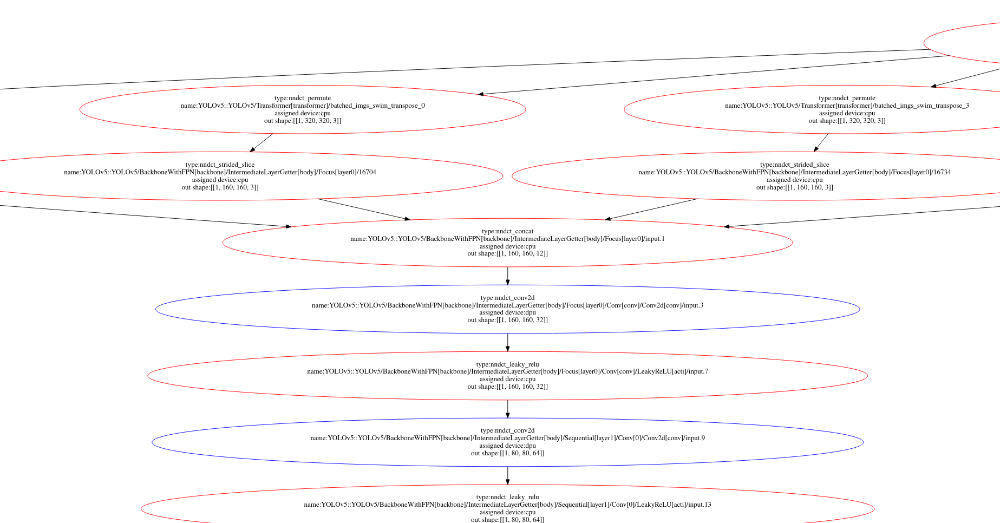 type:nndct_permute
name:YOLOv5::YOLOv5/Transformer[transformer]/batched_imgs_swim_transpose_0
assigned device:cpu
out shape:[[1, 320, 320, 3]]
type:nndct_permute
name:YOLOv5::YOLOv5/Transformer[transformer]/batched_imgs_swim_transpose_3
assigned device:cpu
out shape:[[1, 320, 320, 3]]
type:nndct_strided_slice
name:YOLOv5::YOLOv5/BackboneWithFPN[backbone]/IntermediateLayerGetter[body]/Focus[layer0]/16704
assigned device:cpu
out shape:[[1, 160, 160, 3]]
type:nndct_strided_slice
name:YOLOv5::YOLOv5/BackboneWithFPN[backbone]/IntermediateLayerGetter[body]/Focus[layer0]/16734
assigned device:cpu
out shape:[[1, 160, 160, 3]]
type:nndct_concat
name:YOLOv5::YOLOv5/BackboneWithFPN[backbone]/IntermediateLayerGetter[body]/Focus[layer0]/input.1
assigned device:cpu
out shape:[[1, 160, 160, 12]]
type:nndct_conv2d
name:YOLOv5::YOLOv5/BackboneWithFPN[backbone]/IntermediateLayerGetter[body]/Focus[layer0]/Conv[conv]/Conv2d[conv]/input.3
assigned device:dpu
out shape:[[1, 160, 160, 32]]
type:nndct_leaky_relu
name:YOLOv5::YOLOv5/BackboneWithFPN[backbone]/IntermediateLayerGetter[body]/Focus[layer0]/Conv[conv]/LeakyReLU[acti]/input.7
assigned device:cpu
out shape:[[1, 160, 160, 32]]
type:nndct_conv2d
name:YOLOv5::YOLOv5/BackboneWithFPN[backbone]/IntermediateLayerGetter[body]/Sequential[layer1]/Conv[0]/Conv2d[conv]/input.9
assigned device:dpu
out shape:[[1, 80, 80, 64]]
type:nndct_leaky_relu
name:YOLOv5::YOLOv5/BackboneWithFPN[backbone]/IntermediateLayerGetter[body]/Sequential[layer1]/Conv[0]/LeakyReLU[acti]/input.13
assigned device:cpu
out shape:[[1, 80, 80, 64]]